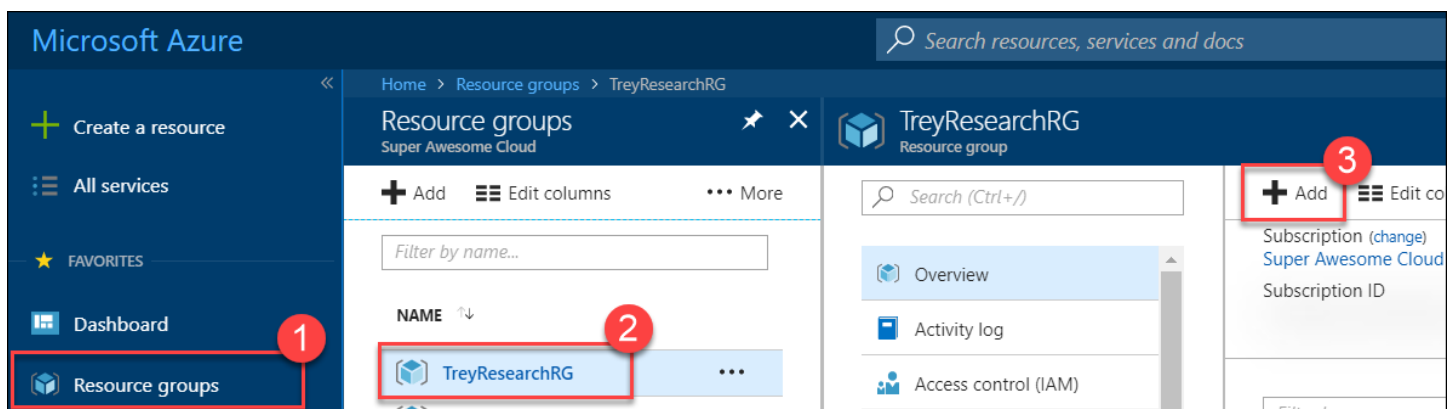 Microsoft Azure
Search resources, services and docs
Home > Resource groups > TreyResearchRG
Create a resource
All services
FAVORITES
Dashboard
1
Resource groups
Resource groups
Super Awesome Cloud
Add Edit columns ••• More
Filter by name...
NAME
2
TreyResearchRG •••
TreyResearchRG
Resource group
Search (Ctrl+/)
Overview
Activity log
Access control (IAM)
3
Add Edit co
Subscription (change)
Super Awesome Cloud
Subscription ID